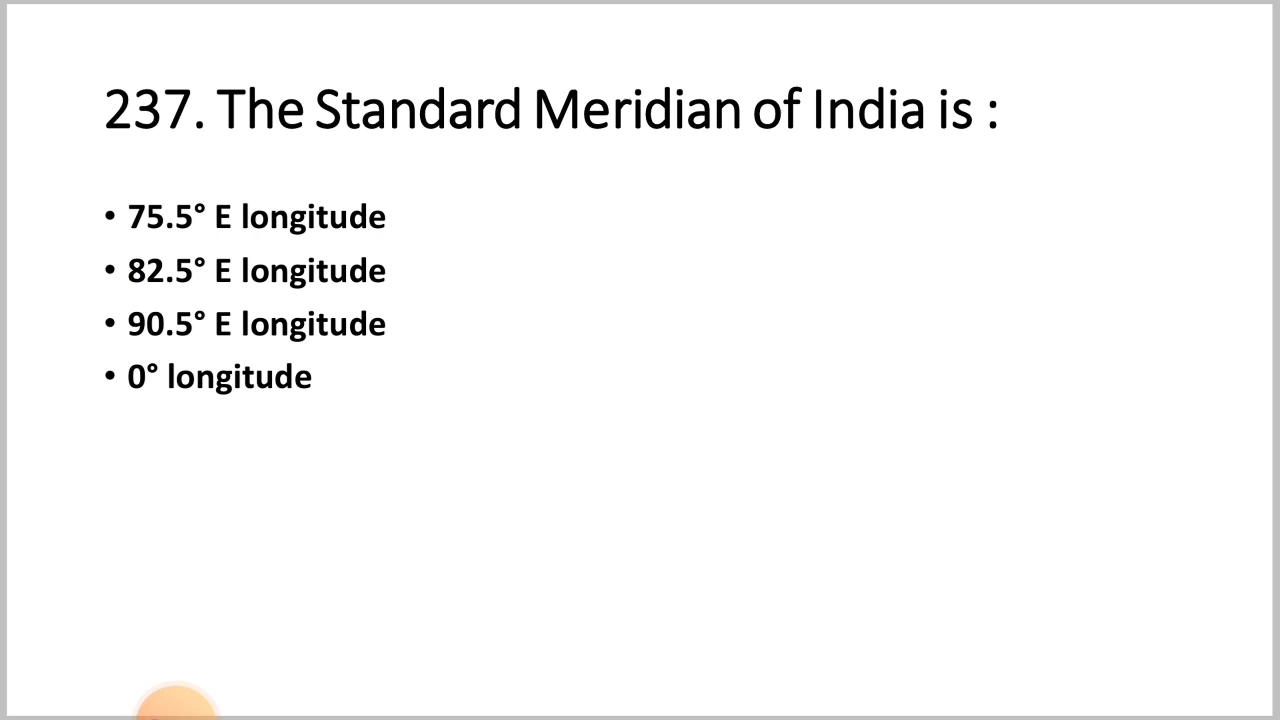 237. The Standard Meridian of India is :
• 75.5° E longitude
• 82.5° E longitude
• 90.5° E longitude
• 0° longitude